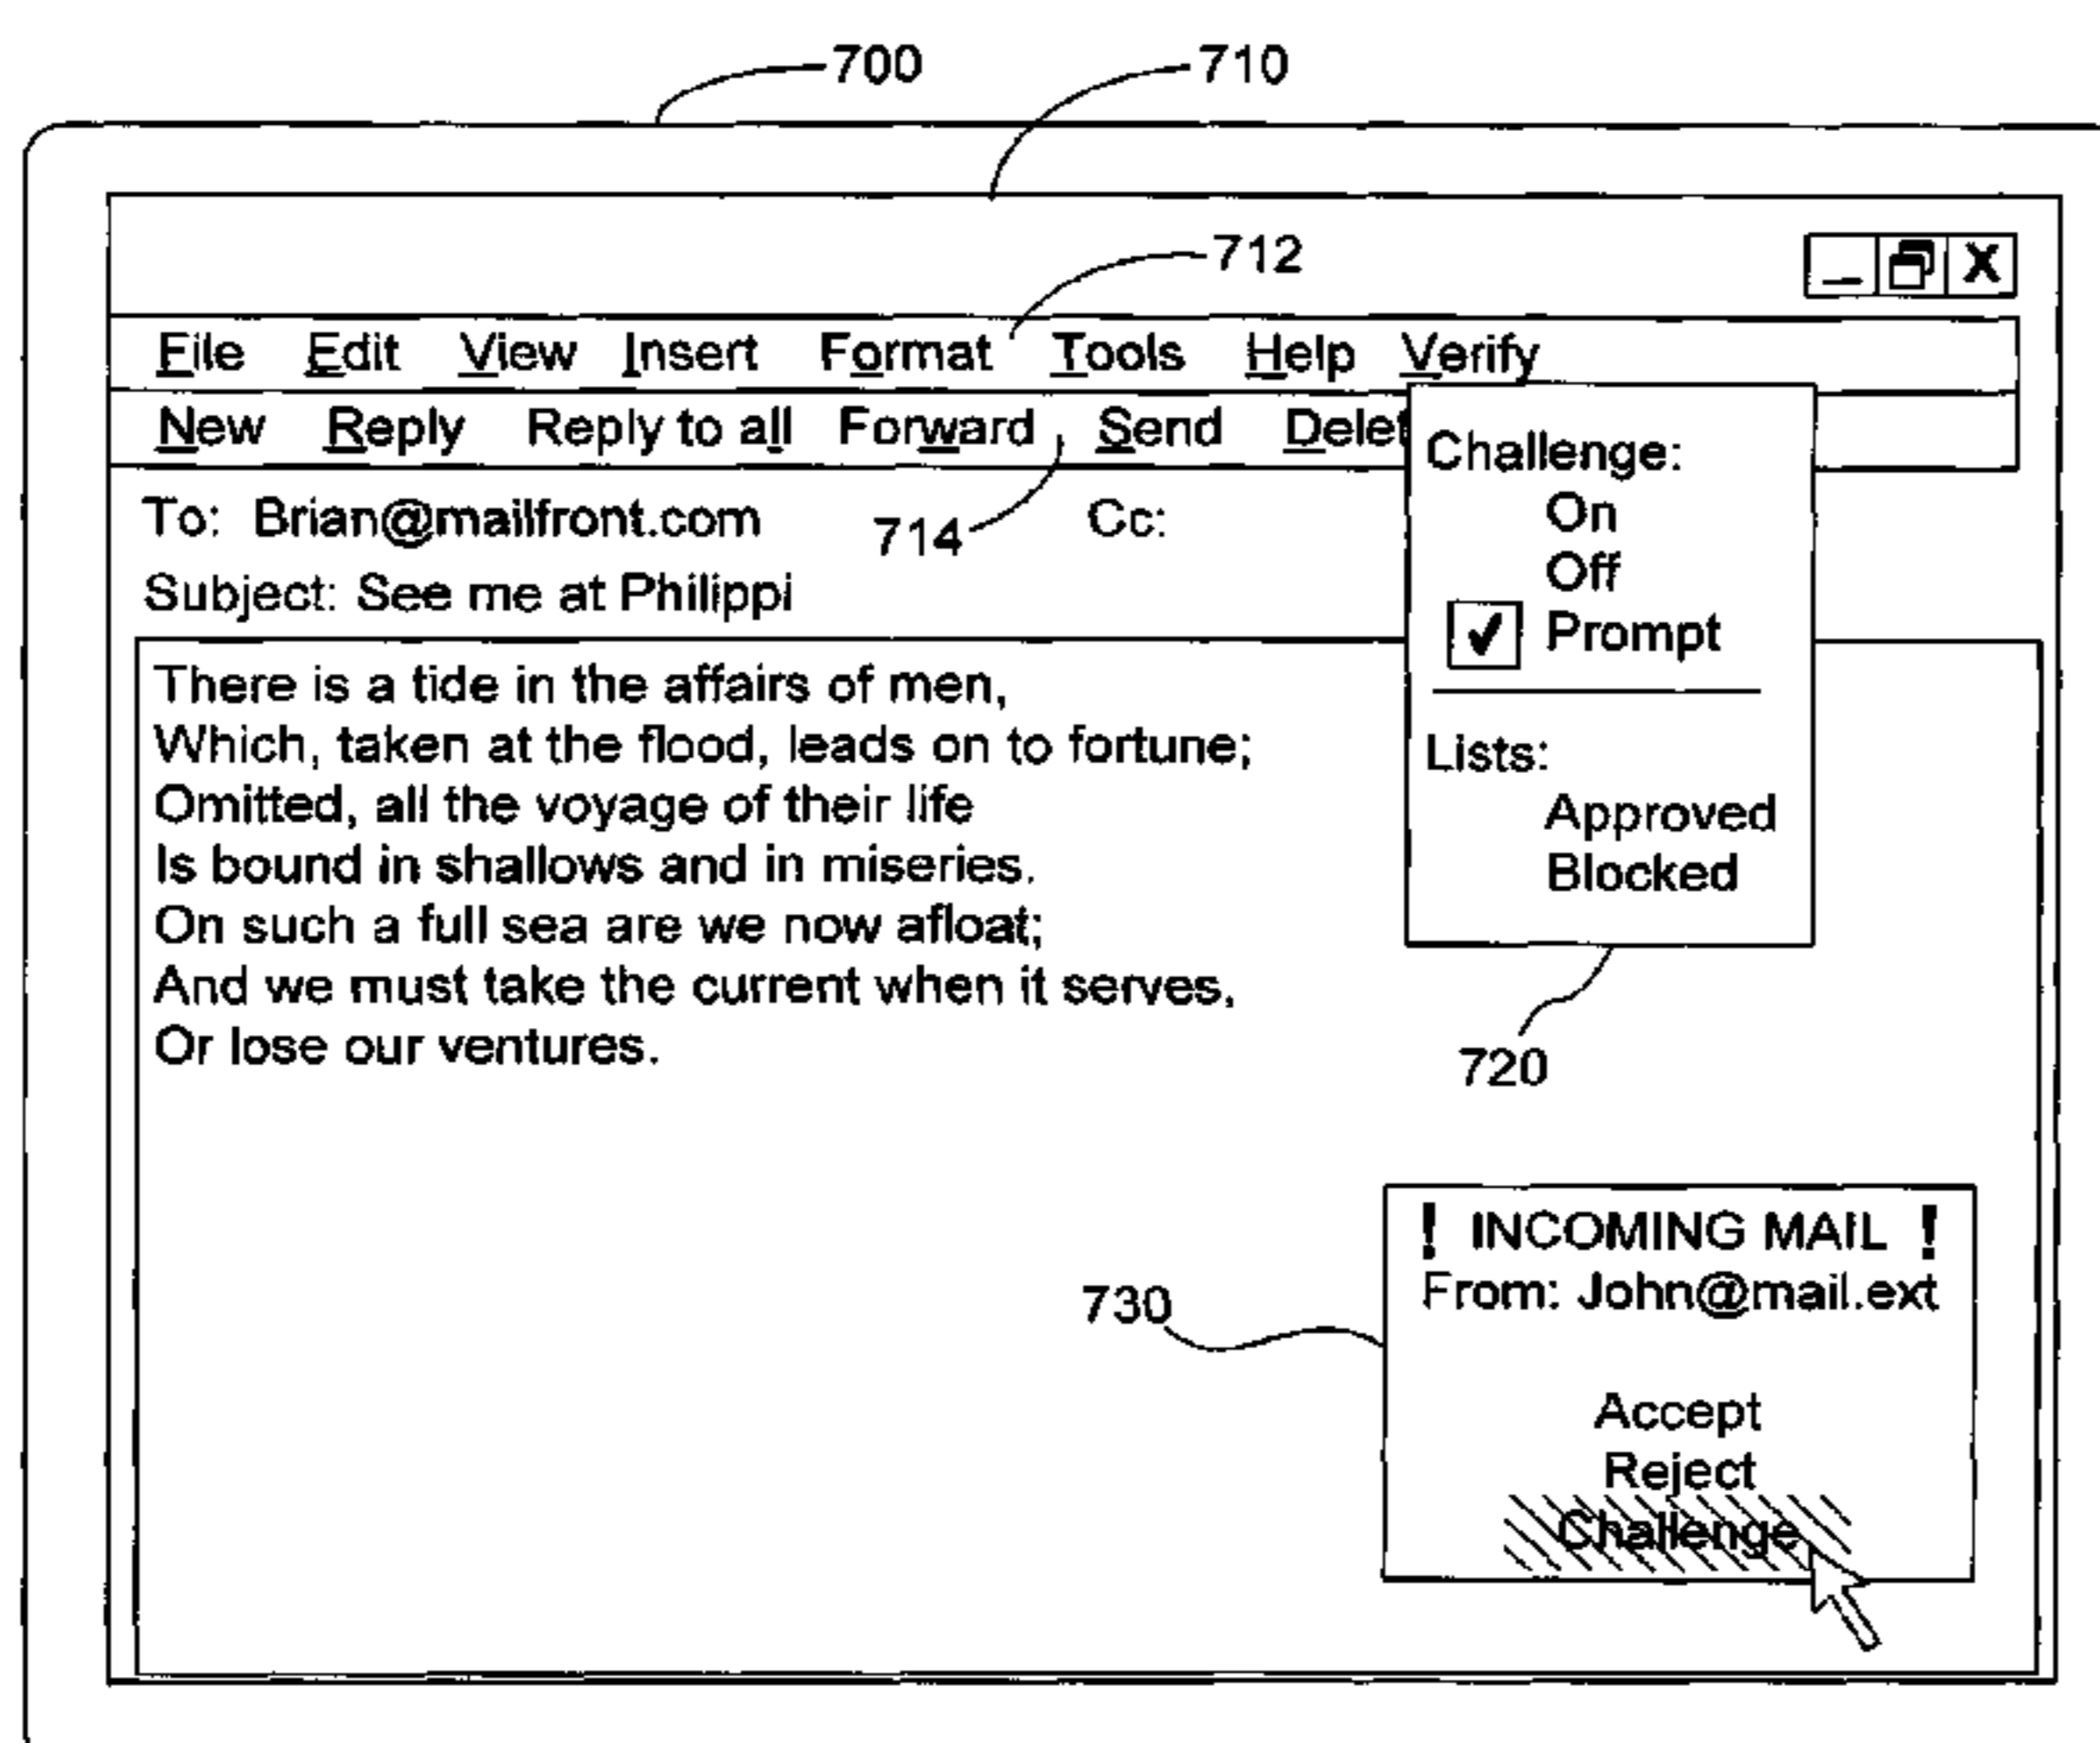 700
710
712
_ X
File Edit View Insert Format Tools Help Verify
New Reply Reply to all Forward Send Delet
Challenge:
On
Off
Prompt
Lists:
Approved
Blocked
To: Brian@mailfront.com
714
Cc:
Subject: See me at Philippi
There is a tide in the affairs of men,
Which, taken at the flood, leads on to fortune;
Omitted, all the voyage of their life
Is bound in shallows and in miseries.
On such a full sea are we now afloat;
And we must take the current when it serves,
Or lose our ventures.
720
! INCOMING MAIL !
From: John@mail.ext
730
Accept
Reject
Challenge